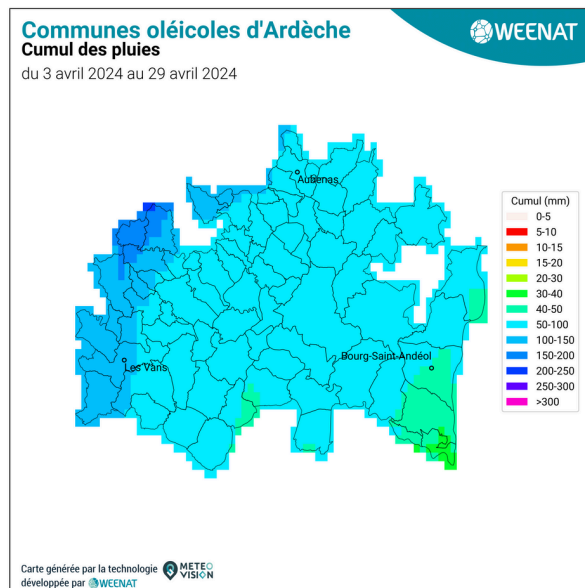 Communes oléicoles d'Ardèche
Cumul des pluies
du 3 avril 2024 au 29 avril 2024
WEENAT
Aubenas
Cumul (mm)
0-5
5-10
10-15
15-20
20-30
30-40
40-50
50-100
100-150
150-200
200-250
250-300
>300
Bourg-Saint-Andéol
Les Vans
Carte générée par la technologie METEO VISION
développée par WEENAT